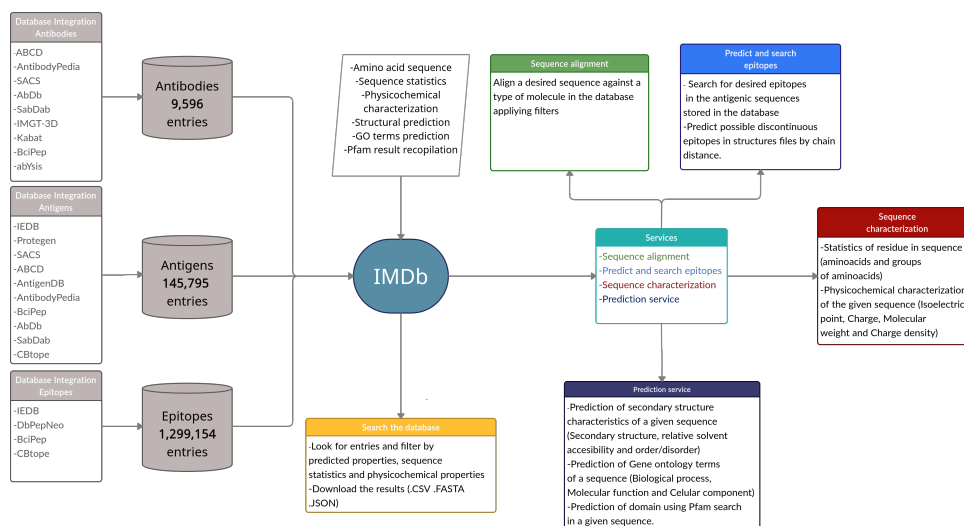 Database Integration
Antibodies
-ABCD
-AntibodyPedia
-SACS
-AbDb
-SabDab
-IMGT-3D
-Kabat
-BciPep
-abYsis
Antibodies
9,596
entries
Database Integration
Antigens
-IEDB
-Protegen
-SACS
-ABCD
-AntigenDB
-AntibodyPedia
-BciPep
-AbDb
-SabDab
-CBtope
Antigens
145,795
entries
Database Integration
Epitopes
-IEDB
-DbPepNeo
-BciPep
-CBtope
Epitopes
1,299,154
entries
-Amino acid sequence
-Sequence statistics
-Physicochemical
characterization
-Structural prediction
-GO terms prediction
-Pfam result recopilation
IMDb
Search the database
-Look for entries and filter by
predicted properties, sequence
statistics and physicochemical properties
-Download the results (.CSV .FASTA
.JSON)
Sequence alignment
Align a desired sequence against a
type of molecule in the database
appliying filters
Predict and search
epitopes
- Search for desired epitopes
in the antigenic sequences
stored in the database
-Predict possible discontinuous
epitopes in structures files by chain
distance.
Services
-Sequence alignment
-Predict and search epitopes
-Sequence characterization
-Prediction service
Sequence
characterization
-Statistics of residue in sequence
(aminoacids and groups
of aminoacids)
-Physicochemical characterization
of the given sequence (Isoelectric
point, Charge, Molecular
weight and Charge density)
Prediction service
-Prediction of secondary structure
characteristics of a given sequence
(Secondary structure, relative solvent
accesibility and order/disorder)
-Prediction of Gene ontology terms
of a sequence (Biological process,
Molecular function and Celular component)
-Prediction of domain using Pfam search
in a given sequence.